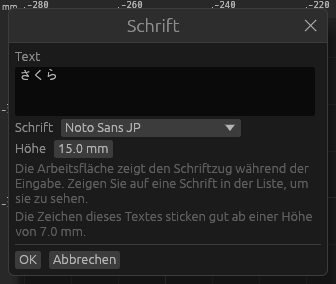 mm -280 -260 -240 -220
Schrift
Text
さくら
Schrift Noto Sans JP
Höhe 15.0 mm
Die Arbeitsfläche zeigt den Schriftzug während der
Eingabe. Zeigen Sie auf eine Schrift in der Liste, um
sie zu sehen.
Die Zeichen dieses Textes sticken gut ab einer Höhe
von 7.0 mm.
OK Abbrechen